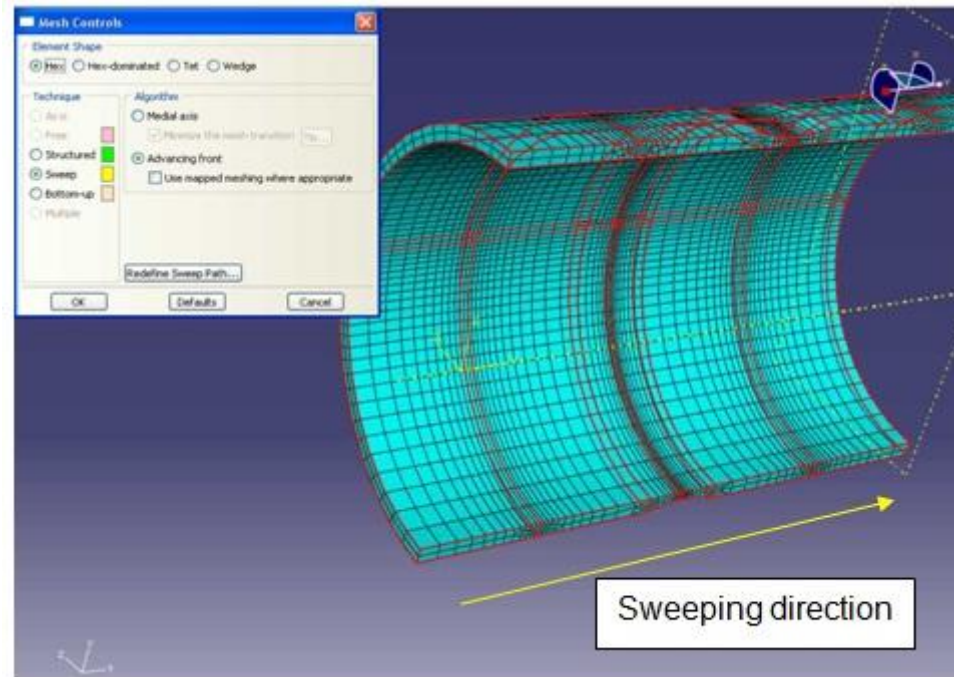 Mesh Controls
Element Shape
Hex Hex-dominated Tet Wedge
Technique
Algorithm
As is
Medial axis
Free
Minimize the mesh transition
Structured
Advancing front
Sweep
Use mapped meshing where appropriate
Bottom-up
Multiple
Redefine Sweep Path...
OK Defaults Cancel
Sweeping direction